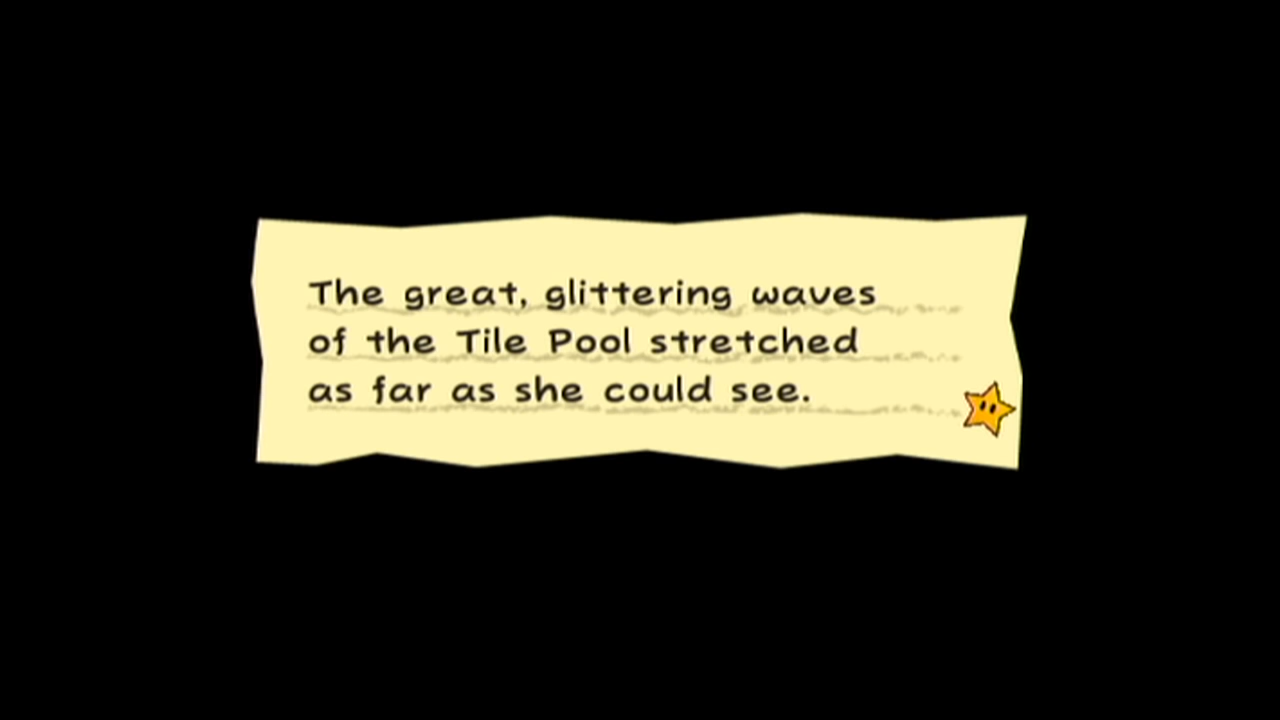 The great, glittering waves
of the Tile Pool stretched
as far as she could see.